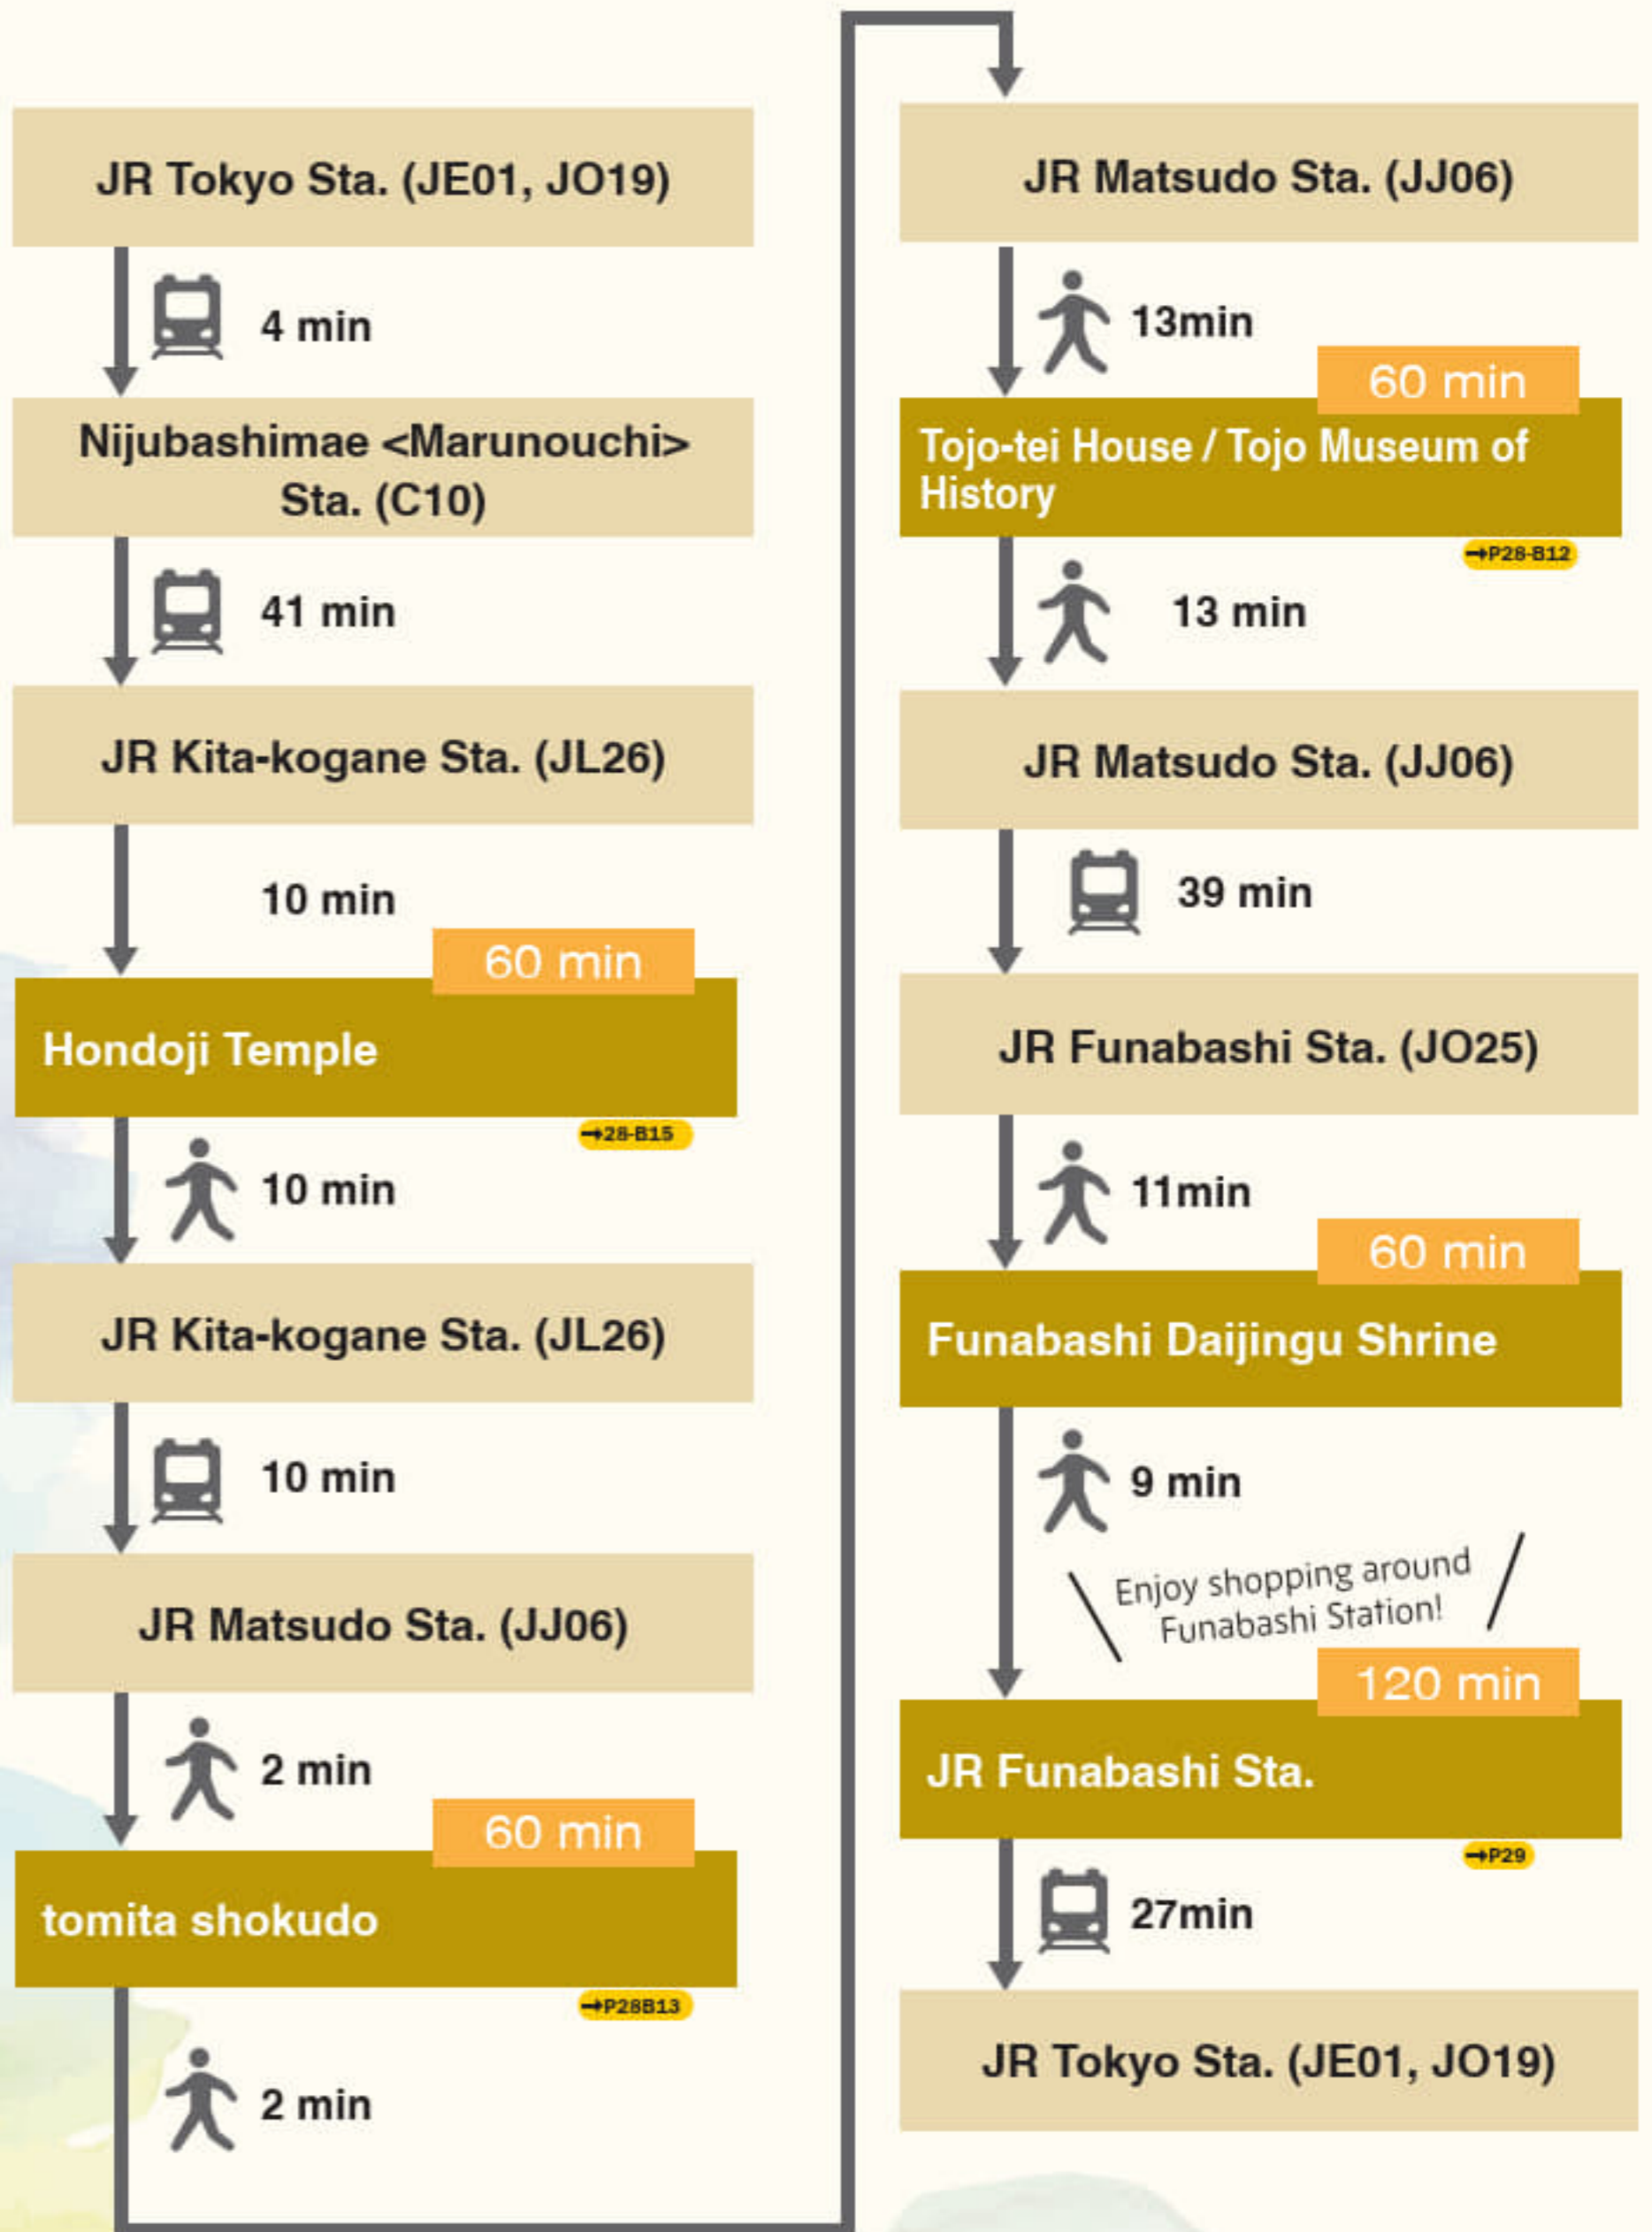 JR Tokyo Sta. (JE01, JO19)
4 min
Nijubashimae <Marunouchi>
Sta. (C10)
41 min
JR Kita-kogane Sta. (JL26)
10 min
60 min
Hondoji Temple
→28-B15
10 min
JR Kita-kogane Sta. (JL26)
10 min
JR Matsudo Sta. (JJ06)
2 min
60 min
tomita shokudo
→P28B13
2 min
JR Matsudo Sta. (JJ06)
13min
60 min
Tojo-tei House / Tojo Museum of
History
→P28-B12
13 min
JR Matsudo Sta. (JJ06)
39 min
JR Funabashi Sta. (JO25)
11min
60 min
Funabashi Daijingu Shrine
9 min
Enjoy shopping around
Funabashi Station!
120 min
JR Funabashi Sta.
→P29
27min
JR Tokyo Sta. (JE01, JO19)